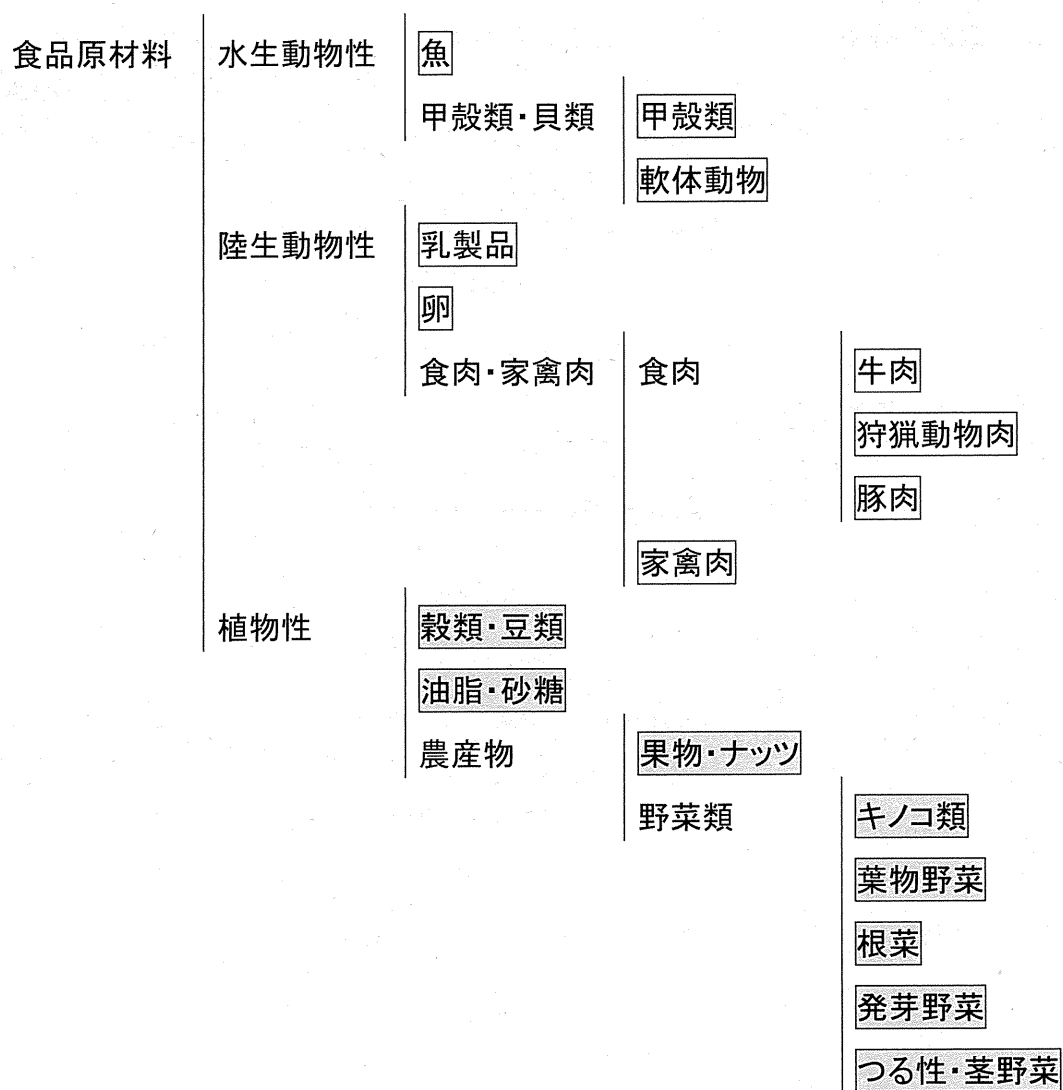 食品原材料 水生動物性 魚
甲殻類・貝類 甲殻類
軟体動物
陸生動物性 乳製品
卵
食肉・家禽肉 食肉 牛肉
狩猟動物肉
豚肉
家禽肉
植物性 穀類・豆類
油脂・砂糖
農産物 果物・ナッツ
野菜類 キノコ類
葉物野菜
根菜
発芽野菜
つる性・茎野菜